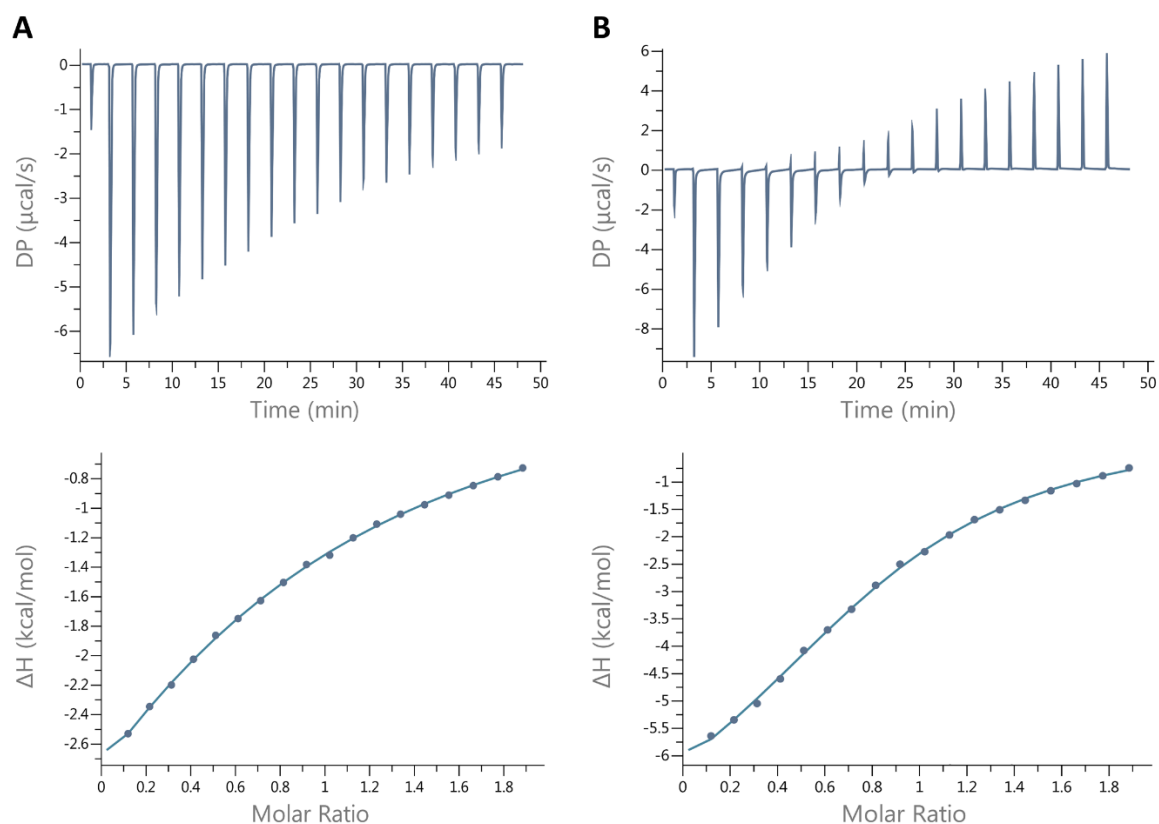 A
0
-1
-2
-3
-4
-5
-6
DP (µcal/s)
0 5 10 15 20 25 30 35 40 45 50
Time (min)
B
6
4
2
0
-2
-4
-6
-8
DP (µcal/s)
0 5 10 15 20 25 30 35 40 45 50
Time (min)
-0.8
-1
-1.2
-1.4
-1.6
-1.8
-2
-2.2
-2.4
-2.6
ΔH (kcal/mol)
0 0.2 0.4 0.6 0.8 1 1.2 1.4 1.6 1.8
Molar Ratio
-1
-1.5
-2
-2.5
-3
-3.5
-4
-4.5
-5
-5.5
-6
ΔH (kcal/mol)
0 0.2 0.4 0.6 0.8 1 1.2 1.4 1.6 1.8
Molar Ratio